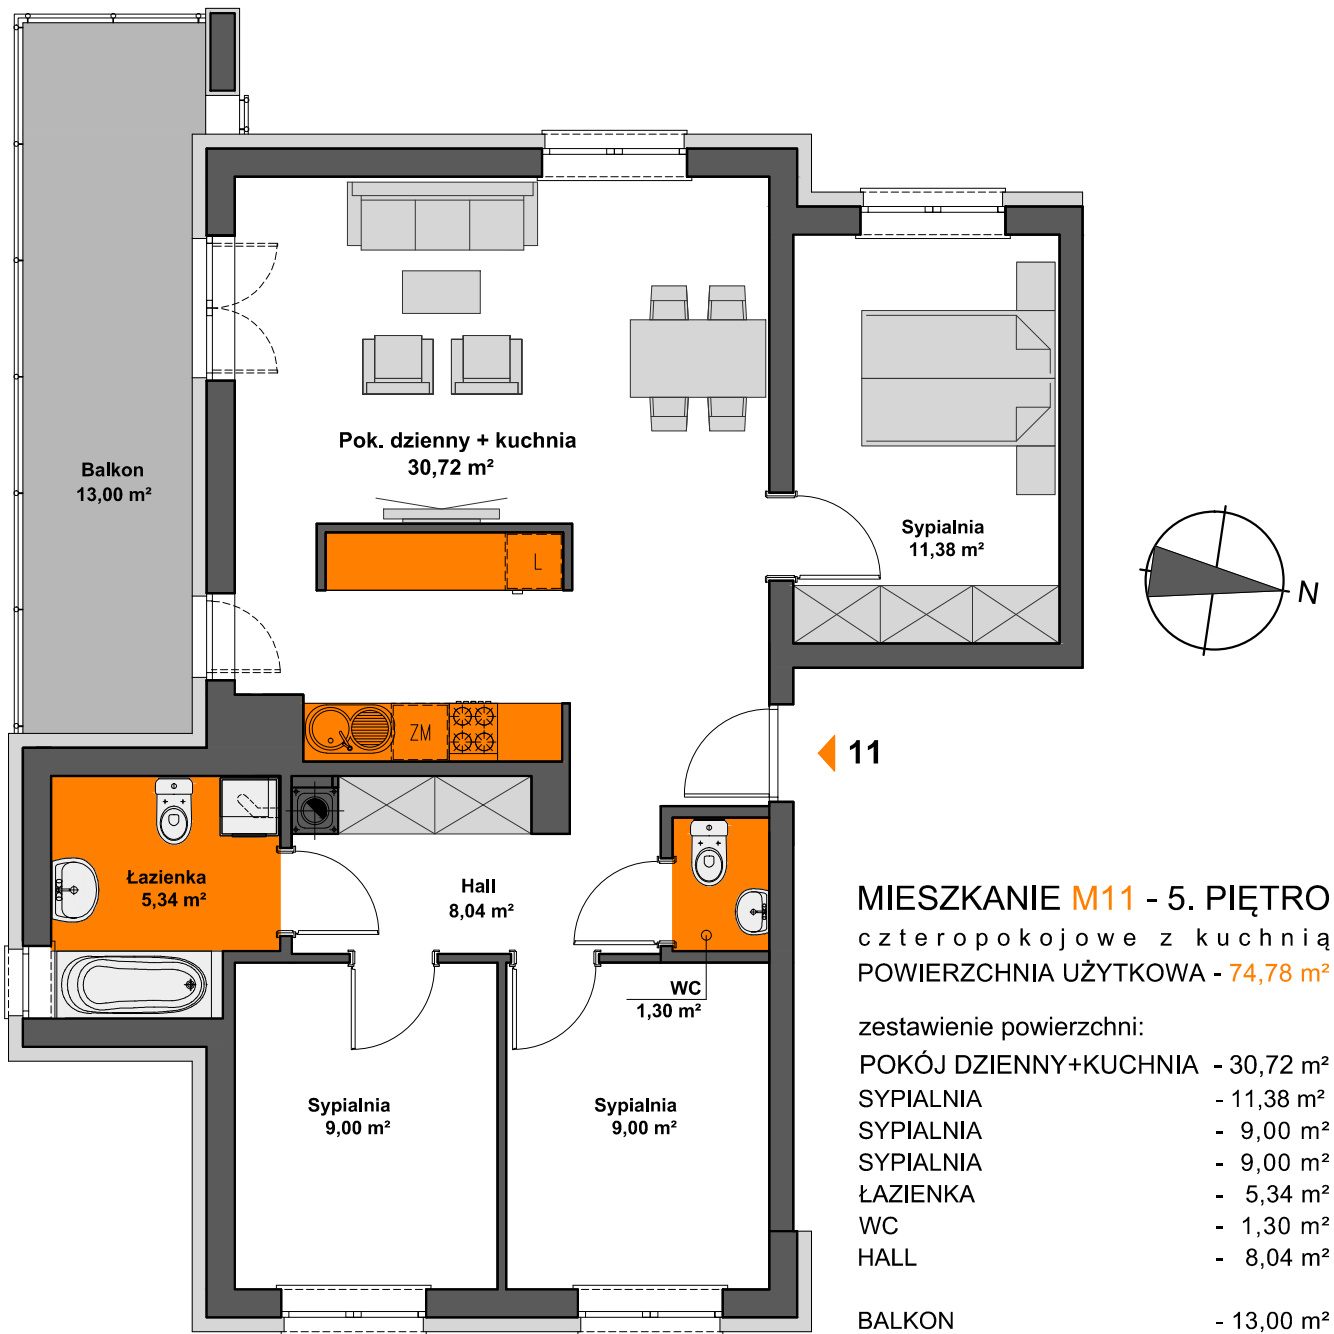 Balkon
13,00 m²
Pok. dzienny + kuchnia
30,72 m²
L
Sypialnia
11,38 m²
N
ZM
11
Łazienka
5,34 m²
Hall
8,04 m²
WC
1,30 m²
Sypialnia
9,00 m²
Sypialnia
9,00 m²
MIESZKANIE M11 - 5. PIĘTRO
czteropokojowe z kuchnią
POWIERZCHNIA UŻYTKOWA - 74,78 m²
zestawienie powierzchni:
POKÓJ DZIENNY+KUCHNIA - 30,72 m²
SYPIALNIA - 11,38 m²
SYPIALNIA - 9,00 m²
SYPIALNIA - 9,00 m²
ŁAZIENKA - 5,34 m²
WC - 1,30 m²
HALL - 8,04 m²
BALKON - 13,00 m²